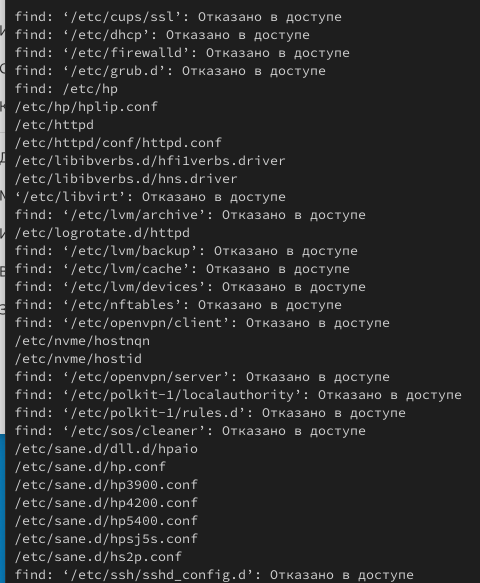 find: ‘/etc/cups/ssl’: Отказано в доступе
find: ‘/etc/dhcp’: Отказано в доступе
find: ‘/etc/firewalld’: Отказано в доступе
find: ‘/etc/grub.d’: Отказано в доступе
find: /etc/hp
/etc/hp/hplip.conf
/etc/httpd
/etc/httpd/conf/httpd.conf
/etc/libibverbs.d/hfi1verbs.driver
/etc/libibverbs.d/hns.driver
‘/etc/libvirt’: Отказано в доступе
find: ‘/etc/lvm/archive’: Отказано в доступе
/etc/logrotate.d/httpd
find: ‘/etc/lvm/backup’: Отказано в доступе
find: ‘/etc/lvm/cache’: Отказано в доступе
find: ‘/etc/lvm/devices’: Отказано в доступе
find: ‘/etc/nftables’: Отказано в доступе
find: ‘/etc/openvpn/client’: Отказано в доступе
/etc/nvme/hostnqn
/etc/nvme/hostid
find: ‘/etc/openvpn/server’: Отказано в доступе
find: ‘/etc/polkit-1/localauthority’: Отказано в доступе
find: ‘/etc/polkit-1/rules.d’: Отказано в доступе
find: ‘/etc/sos/cleaner’: Отказано в доступе
/etc/sane.d/dll.d/hpaio
/etc/sane.d/hp.conf
/etc/sane.d/hp3900.conf
/etc/sane.d/hp4200.conf
/etc/sane.d/hp5400.conf
/etc/sane.d/hpsj5s.conf
/etc/sane.d/hs2p.conf
find: ‘/etc/ssh/sshd_config.d’: Отказано в доступе